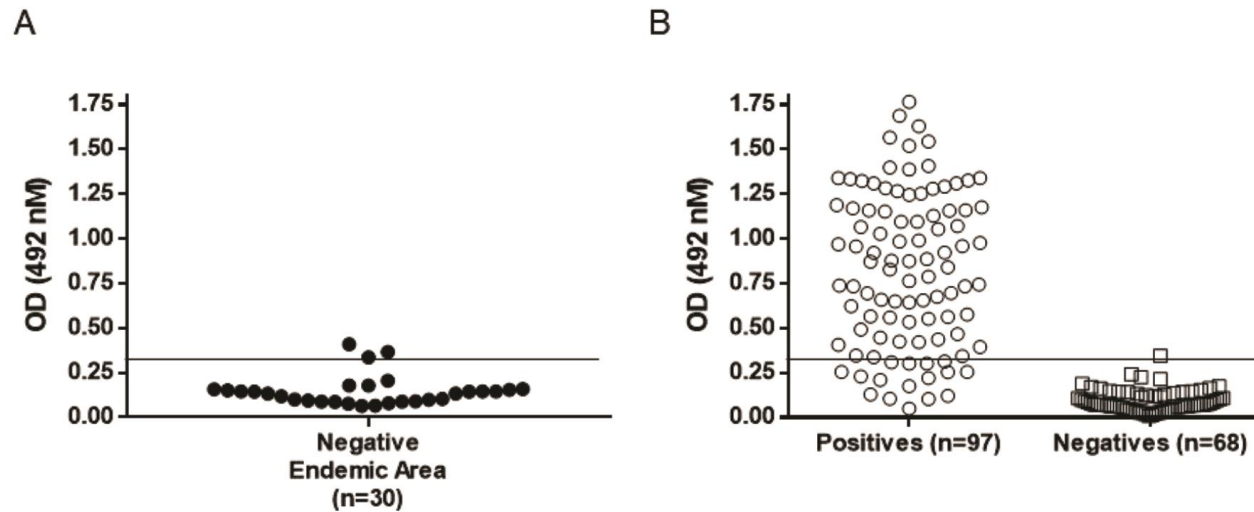 A
B
OD (492 nM)
1.75
1.50
1.25
1.00
0.75
0.50
0.25
0.00
Negative
Endemic Area
(n=30)
OD (492 nM)
1.75
1.50
1.25
1.00
0.75
0.50
0.25
0.00
Positives (n=97)
Negatives (n=68)